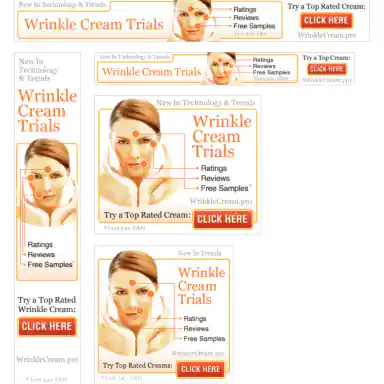 New In Technology & Trends
Wrinkle Cream Trials
Ratings
Reviews
Free Samples*
Try a Top Rated Cream:
CLICK HERE
WrinkleCream.pro
New In Technology & Trends
Wrinkle Cream Trials
Ratings
Reviews
Free Samples*
Try a Top Cream:
CLICK HERE
WrinkleCream.pro
New In
Technology
& Trends
Wrinkle
Cream
Trials
Ratings
Reviews
Free Samples*
Try a Top Rated
Wrinkle Cream:
CLICK HERE
WrinkleCream.pro
New In Technology & Trends
Wrinkle
Cream
Trials
Ratings
Reviews
Free Samples*
WrinkleCream.pro
Try a Top Rated Cream:
CLICK HERE
New In Trends
Wrinkle
Cream
Trials
Ratings
Reviews
Free Samples*
WrinkleCream.pro
Try Top Rated Creams:
CLICK HERE